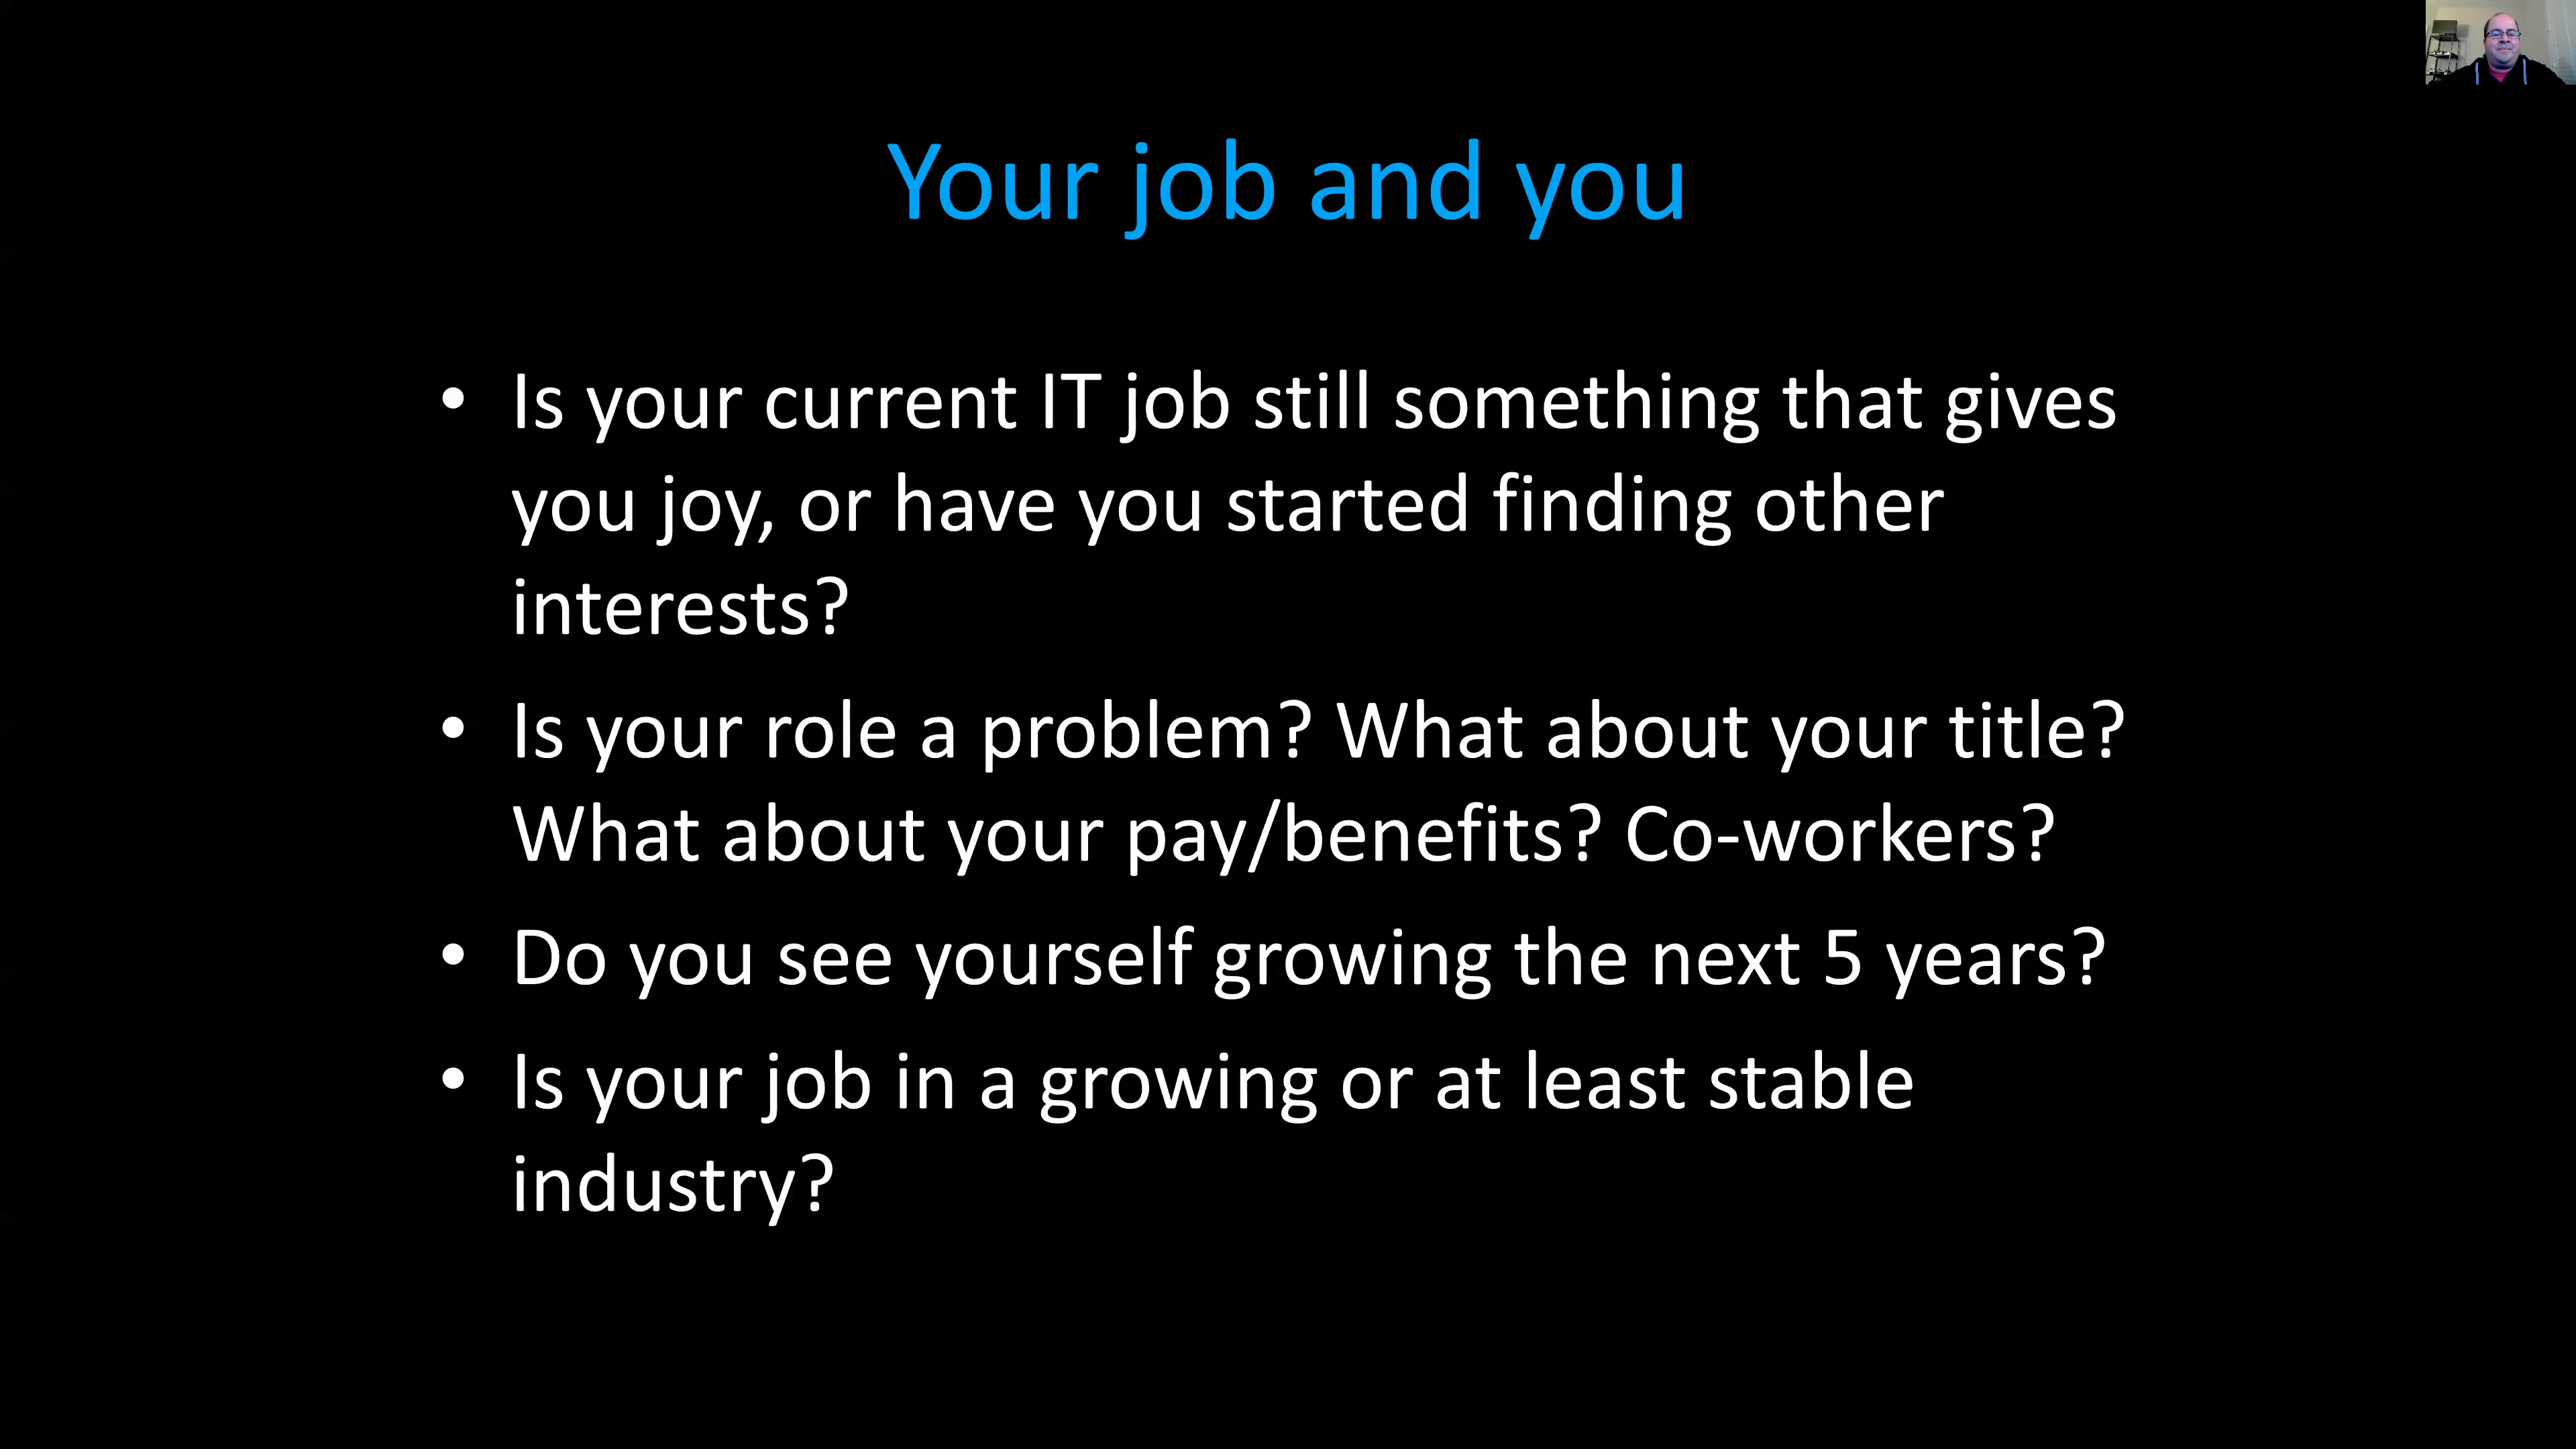 Your job and you
• Is your current IT job still something that gives
you joy, or have you started finding other
interests?
• Is your role a problem? What about your title?
What about your pay/benefits? Co-workers?
• Do you see yourself growing the next 5 years?
• Is your job in a growing or at least stable
industry?